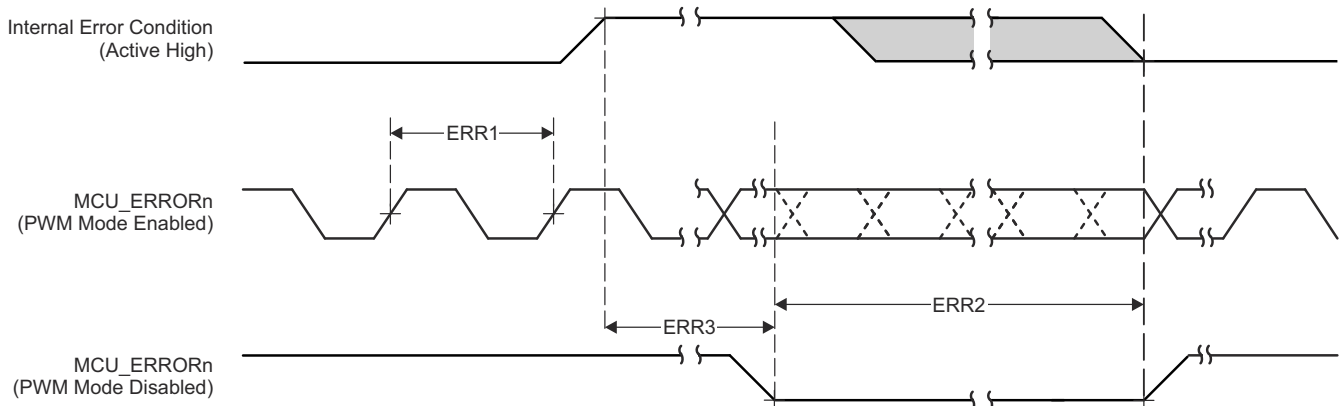 Internal Error Condition
(Active High)
ERR1
MCU_ERRORn
(PWM Mode Enabled)
ERR2
ERR3
MCU_ERRORn
(PWM Mode Disabled)